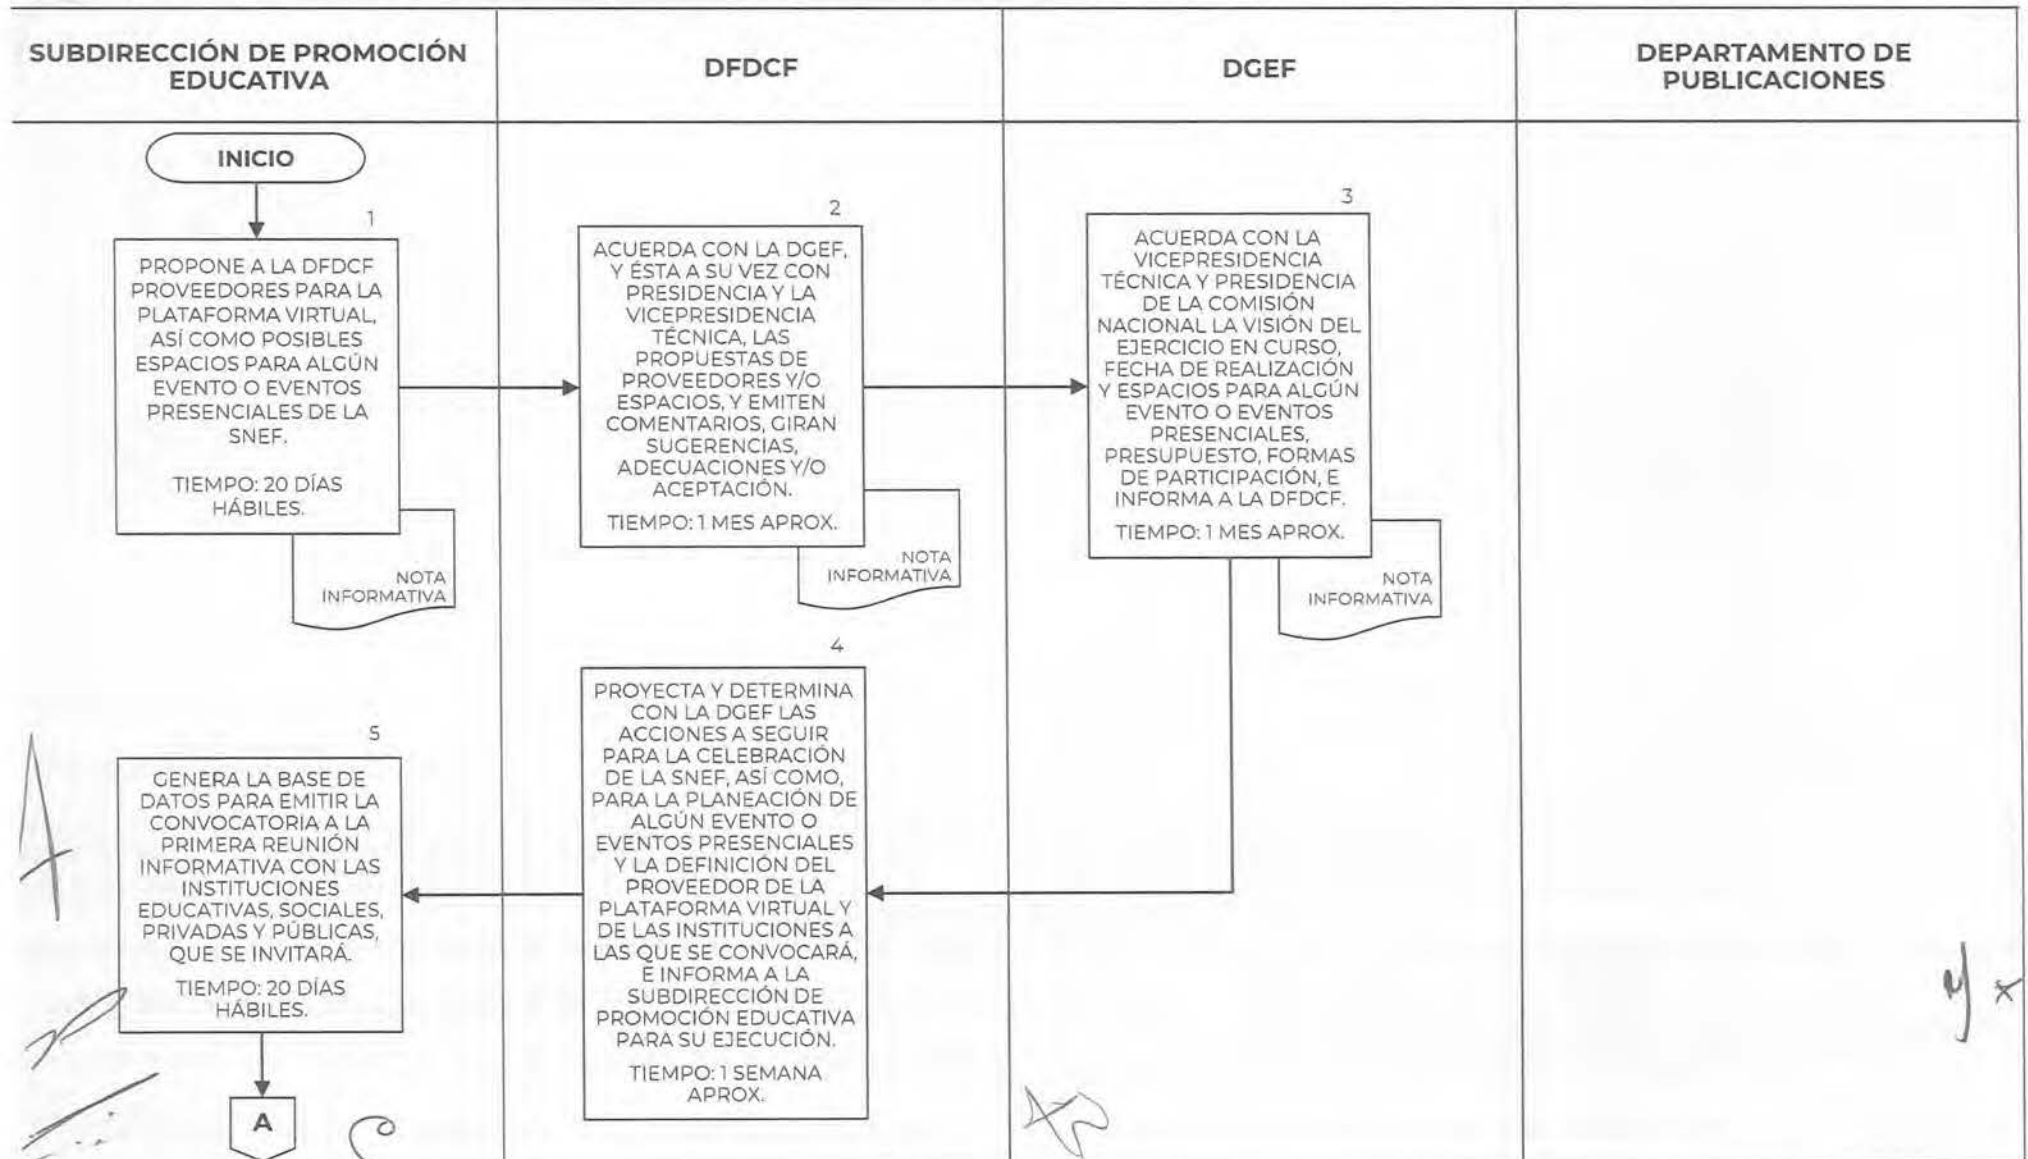 SUBDIRECCIÓN DE PROMOCIÓN
EDUCATIVA
DFDCF
DGEF
DEPARTAMENTO DE
PUBLICACIONES
INICIO
1
PROPONE A LA DFDCF
PROVEEDORES PARA LA
PLATAFORMA VIRTUAL,
ASÍ COMO POSIBLES
ESPACIOS PARA ALGÚN
EVENTO O EVENTOS
PRESENCIALES DE LA
SNEF.
TIEMPO: 20 DÍAS
HÁBILES.
NOTA
INFORMATIVA
2
ACUERDA CON LA DGEF,
Y ÉSTA A SU VEZ CON
PRESIDENCIA Y LA
VICEPRESIDENCIA
TÉCNICA, LAS
PROPUESTAS DE
PROVEEDORES Y/O
ESPACIOS, Y EMITEN
COMENTARIOS, GIRAN
SUGERENCIAS,
ADECUACIONES Y/O
ACEPTACIÓN.
TIEMPO: 1 MES APROX.
NOTA
INFORMATIVA
3
ACUERDA CON LA
VICEPRESIDENCIA
TÉCNICA Y PRESIDENCIA
DE LA COMISIÓN
NACIONAL LA VISIÓN DEL
EJERCICIO EN CURSO,
FECHA DE REALIZACIÓN
Y ESPACIOS PARA ALGÚN
EVENTO O EVENTOS
PRESENCIALES,
PRESUPUESTO, FORMAS
DE PARTICIPACIÓN, E
INFORMA A LA DFDCF.
TIEMPO: 1 MES APROX.
NOTA
INFORMATIVA
4
PROYECTA Y DETERMINA
CON LA DGEF LAS
ACCIONES A SEGUIR
PARA LA CELEBRACIÓN
DE LA SNEF, ASÍ COMO,
PARA LA PLANEACIÓN DE
ALGÚN EVENTO O
EVENTOS PRESENCIALES
Y LA DEFINICIÓN DEL
PROVEEDOR DE LA
PLATAFORMA VIRTUAL Y
DE LAS INSTITUCIONES A
LAS QUE SE CONVOCARÁ,
E INFORMA A LA
SUBDIRECCIÓN DE
PROMOCIÓN EDUCATIVA
PARA SU EJECUCIÓN.
TIEMPO: 1 SEMANA
APROX.
5
GENERA LA BASE DE
DATOS PARA EMITIR LA
CONVOCATORIA A LA
PRIMERA REUNIÓN
INFORMATIVA CON LAS
INSTITUCIONES
EDUCATIVAS, SOCIALES,
PRIVADAS Y PÚBLICAS,
QUE SE INVITARÁ.
TIEMPO: 20 DÍAS
HÁBILES.
A